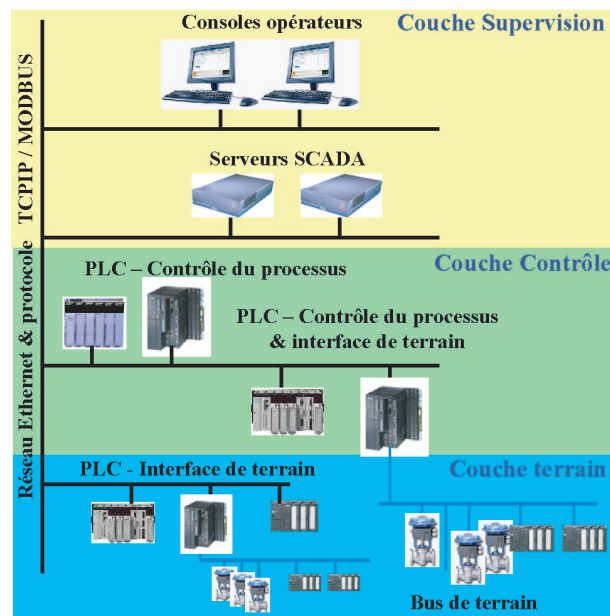 Consoles opérateurs
Couche Supervision
Serveurs SCADA
Réseau Ethernet & protocole TCPIP / MODBUS
PLC – Contrôle du processus
Couche Contrôle
PLC – Contrôle du processus
& interface de terrain
PLC - Interface de terrain
Couche terrain
Bus de terrain